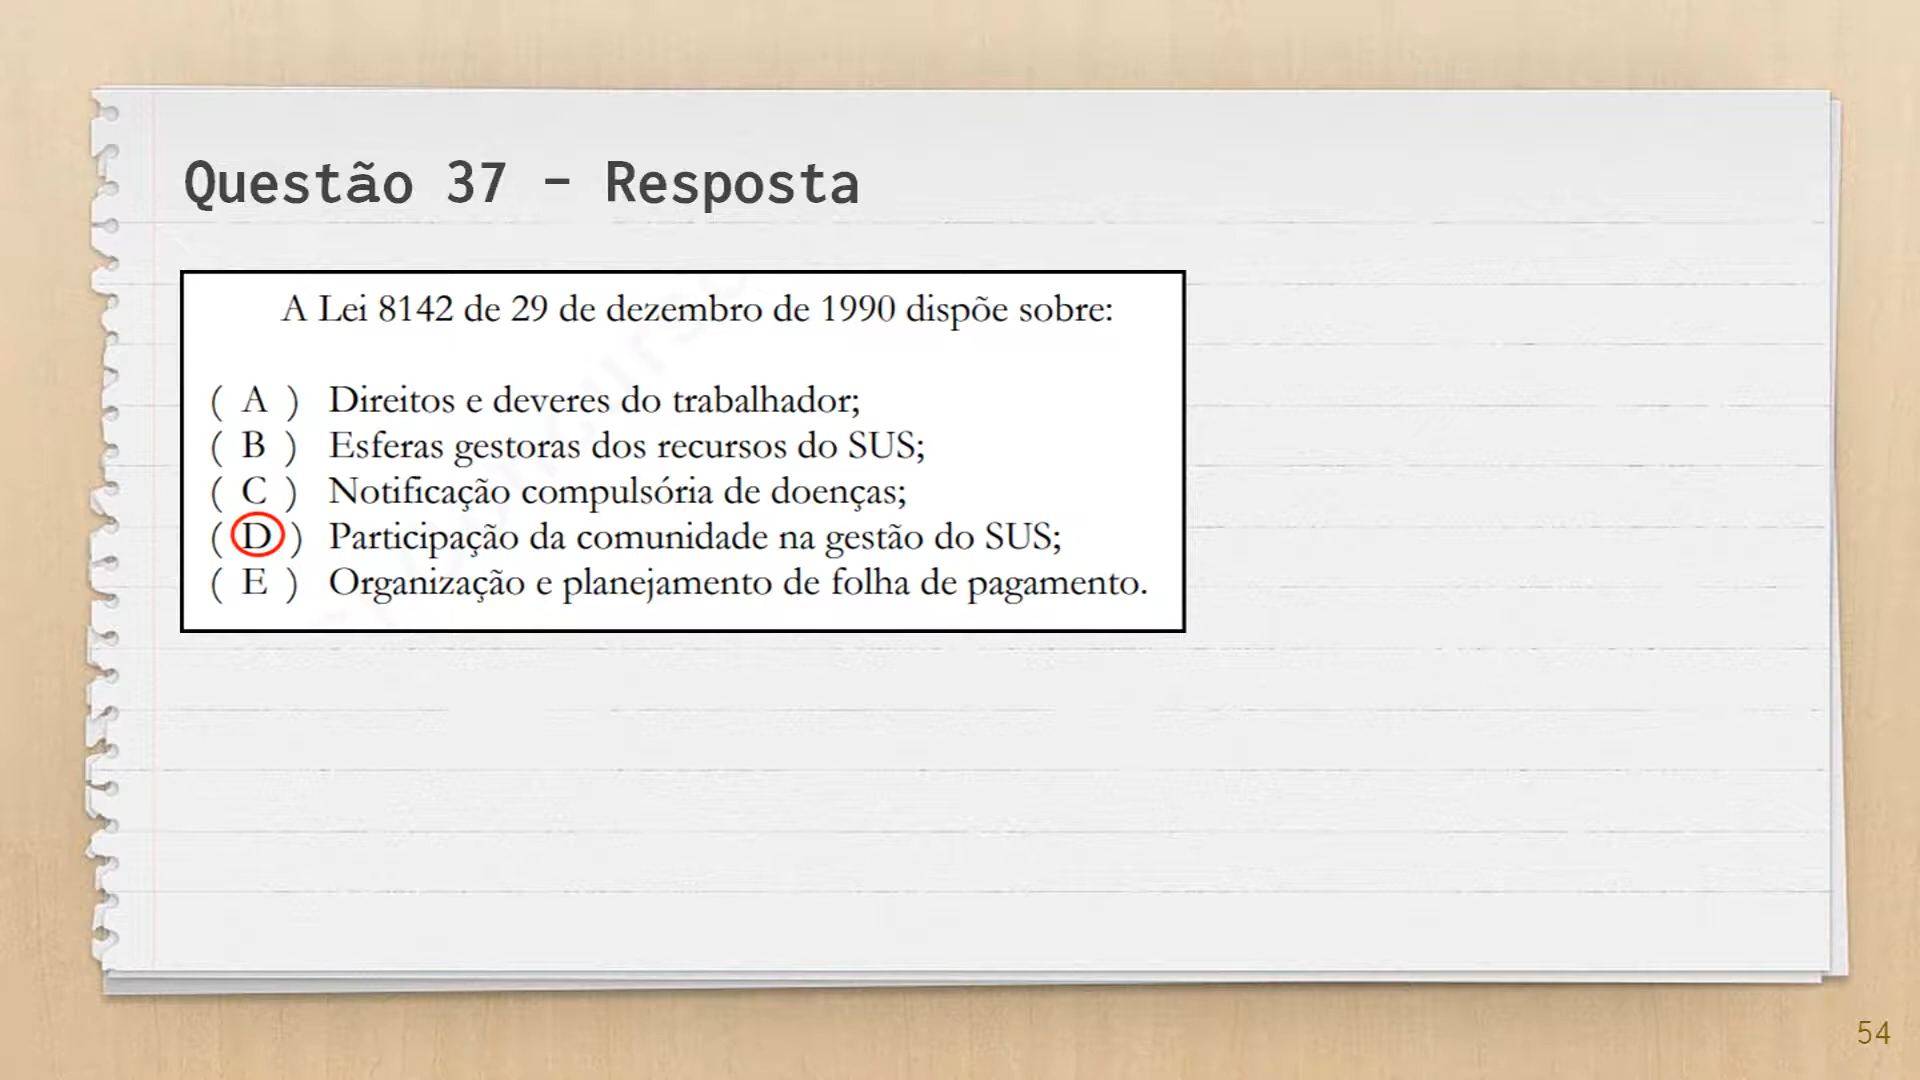 Questão 37 - Resposta
A Lei 8142 de 29 de dezembro de 1990 dispõe sobre:
( A ) Direitos e deveres do trabalhador;
( B ) Esferas gestoras dos recursos do SUS;
( C ) Notificação compulsória de doenças;
( D ) Participação da comunidade na gestão do SUS;
( E ) Organização e planejamento de folha de pagamento.
54